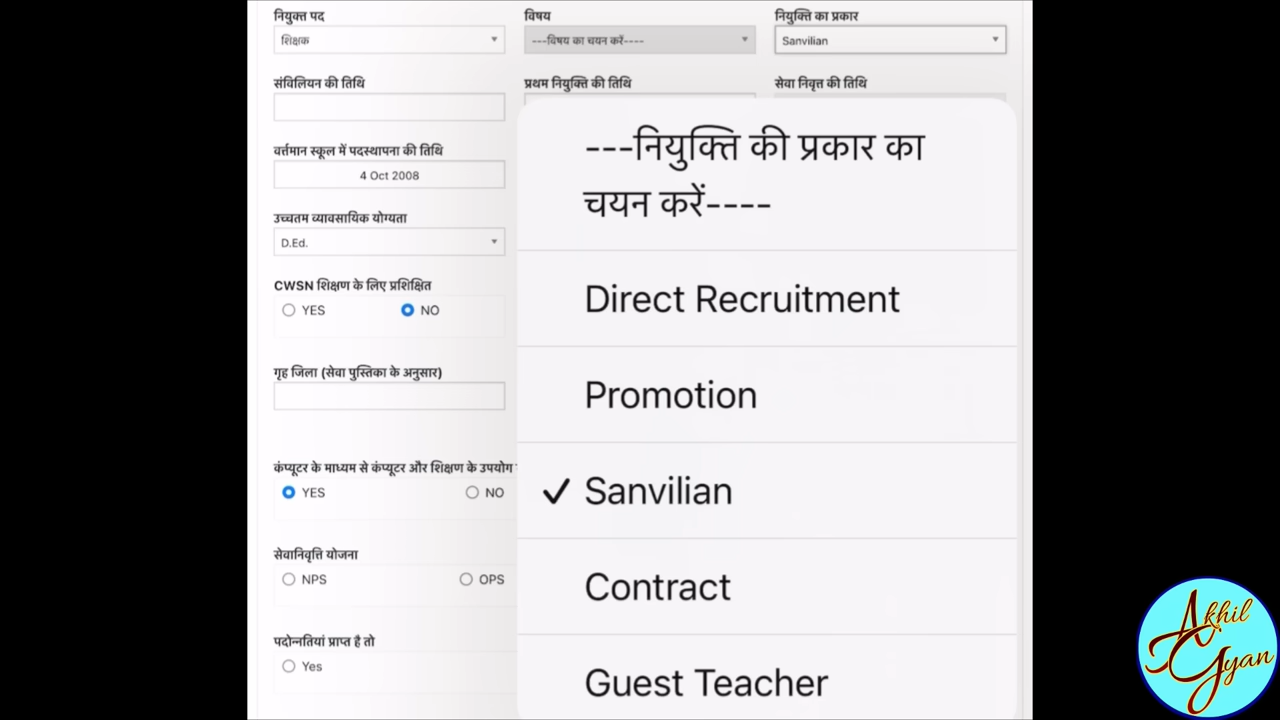 नियुक्त पद
विषय
नियुक्ति का प्रकार
शिक्षक
---विषय का चयन करें----
Sanvilian
संविलियन की तिथि
प्रथम नियुक्ति की तिथि
सेवा निवृत्त की तिथि
वर्त्तमान स्कूल में पदस्थापना की तिथि
4 Oct 2008
उच्चतम व्यावसायिक योग्यता
D.Ed.
CWSN शिक्षण के लिए प्रशिक्षित
YES
NO
गृह जिला (सेवा पुस्तिका के अनुसार)
कंप्यूटर के माध्यम से कंप्यूटर और शिक्षण के उपयोग
YES
NO
सेवानिवृत्ति योजना
NPS
OPS
पदोन्नतियां प्राप्त है तो
Yes
---नियुक्ति की प्रकार का
चयन करें----
Direct Recruitment
Promotion
Sanvilian
Contract
Guest Teacher
Akhil
Gyan